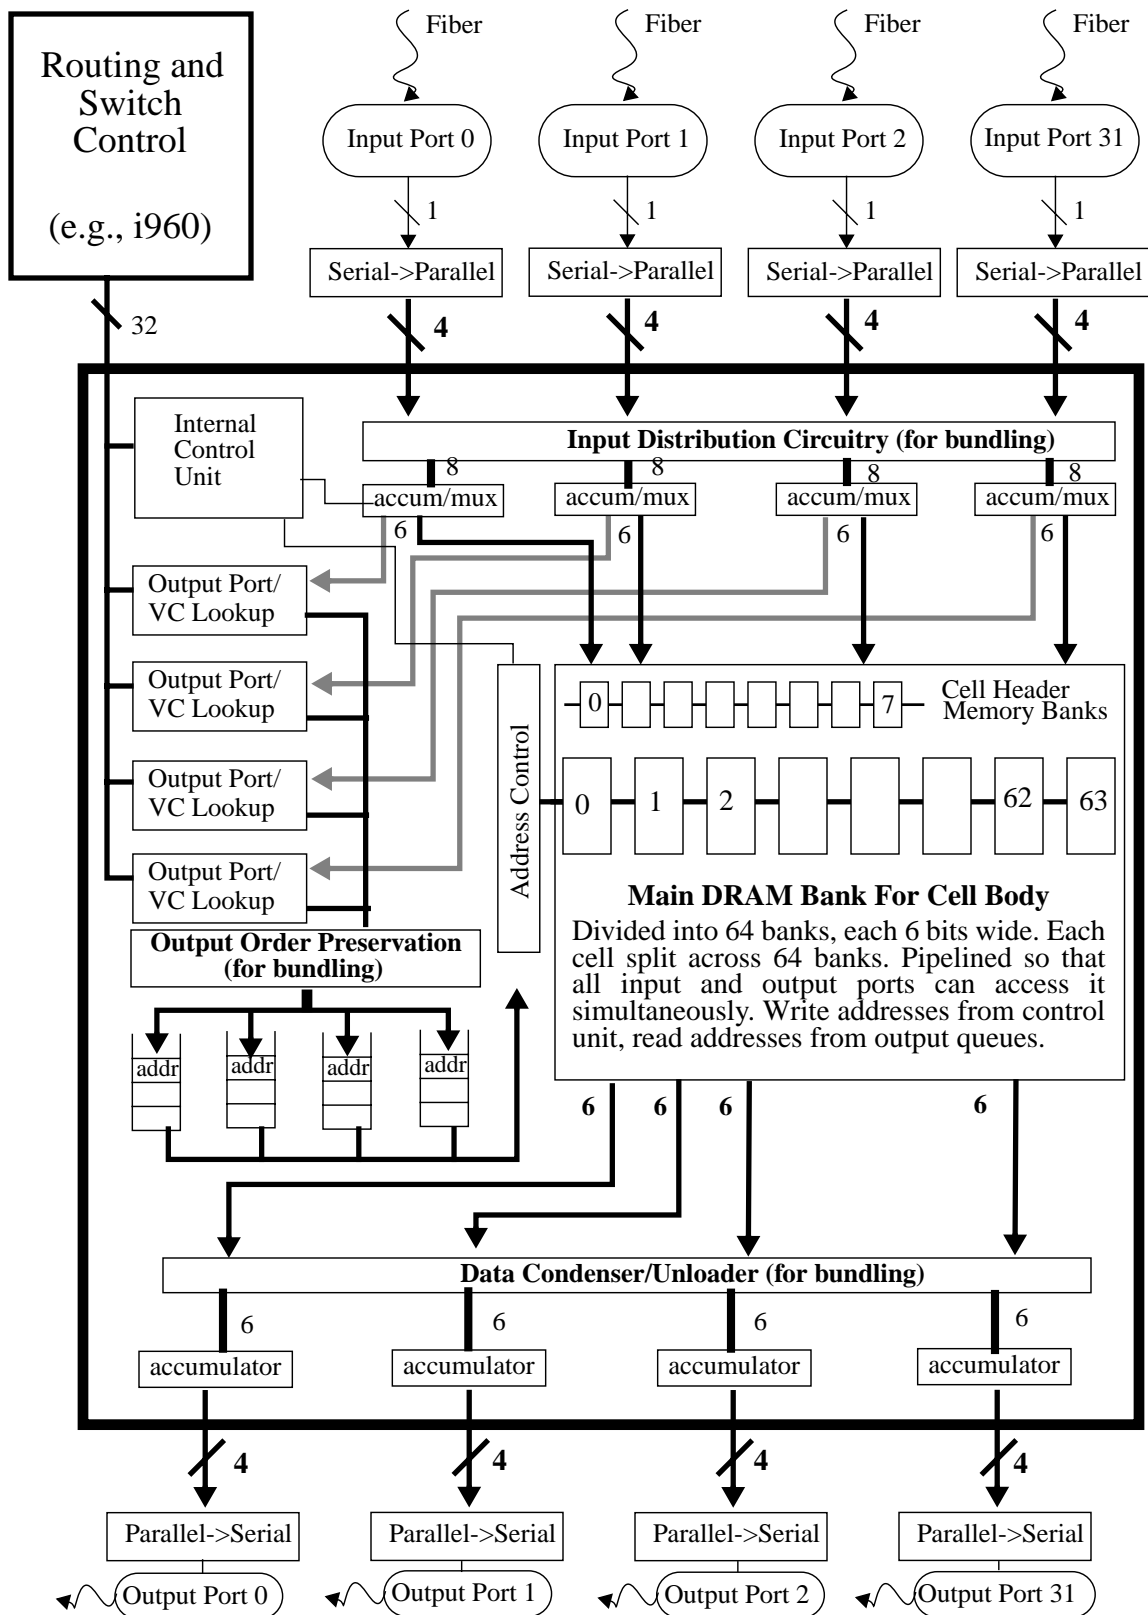 Routing and
Switch
Control
(e.g., i960)
32
Fiber
Fiber
Fiber
Fiber
Input Port 0
Input Port 1
Input Port 2
Input Port 31
1
1
1
1
Serial->Parallel
Serial->Parallel
Serial->Parallel
Serial->Parallel
4
4
4
4
Internal
Control
Unit
Input Distribution Circuitry (for bundling)
8
8
8
8
accum/mux
accum/mux
accum/mux
accum/mux
6
6
6
6
Output Port/
VC Lookup
Output Port/
VC Lookup
Output Port/
VC Lookup
Output Port/
VC Lookup
Address Control
0
7
Cell Header
Memory Banks
0
1
2
62
63
Main DRAM Bank For Cell Body
Divided into 64 banks, each 6 bits wide. Each
cell split across 64 banks. Pipelined so that
all input and output ports can access it
simultaneously. Write addresses from control
unit, read addresses from output queues.
Output Order Preservation
(for bundling)
addr
addr
addr
addr
6
6
6
6
Data Condenser/Unloader (for bundling)
6
6
6
6
accumulator
accumulator
accumulator
accumulator
4
4
4
4
Parallel->Serial
Parallel->Serial
Parallel->Serial
Parallel->Serial
Output Port 0
Output Port 1
Output Port 2
Output Port 31